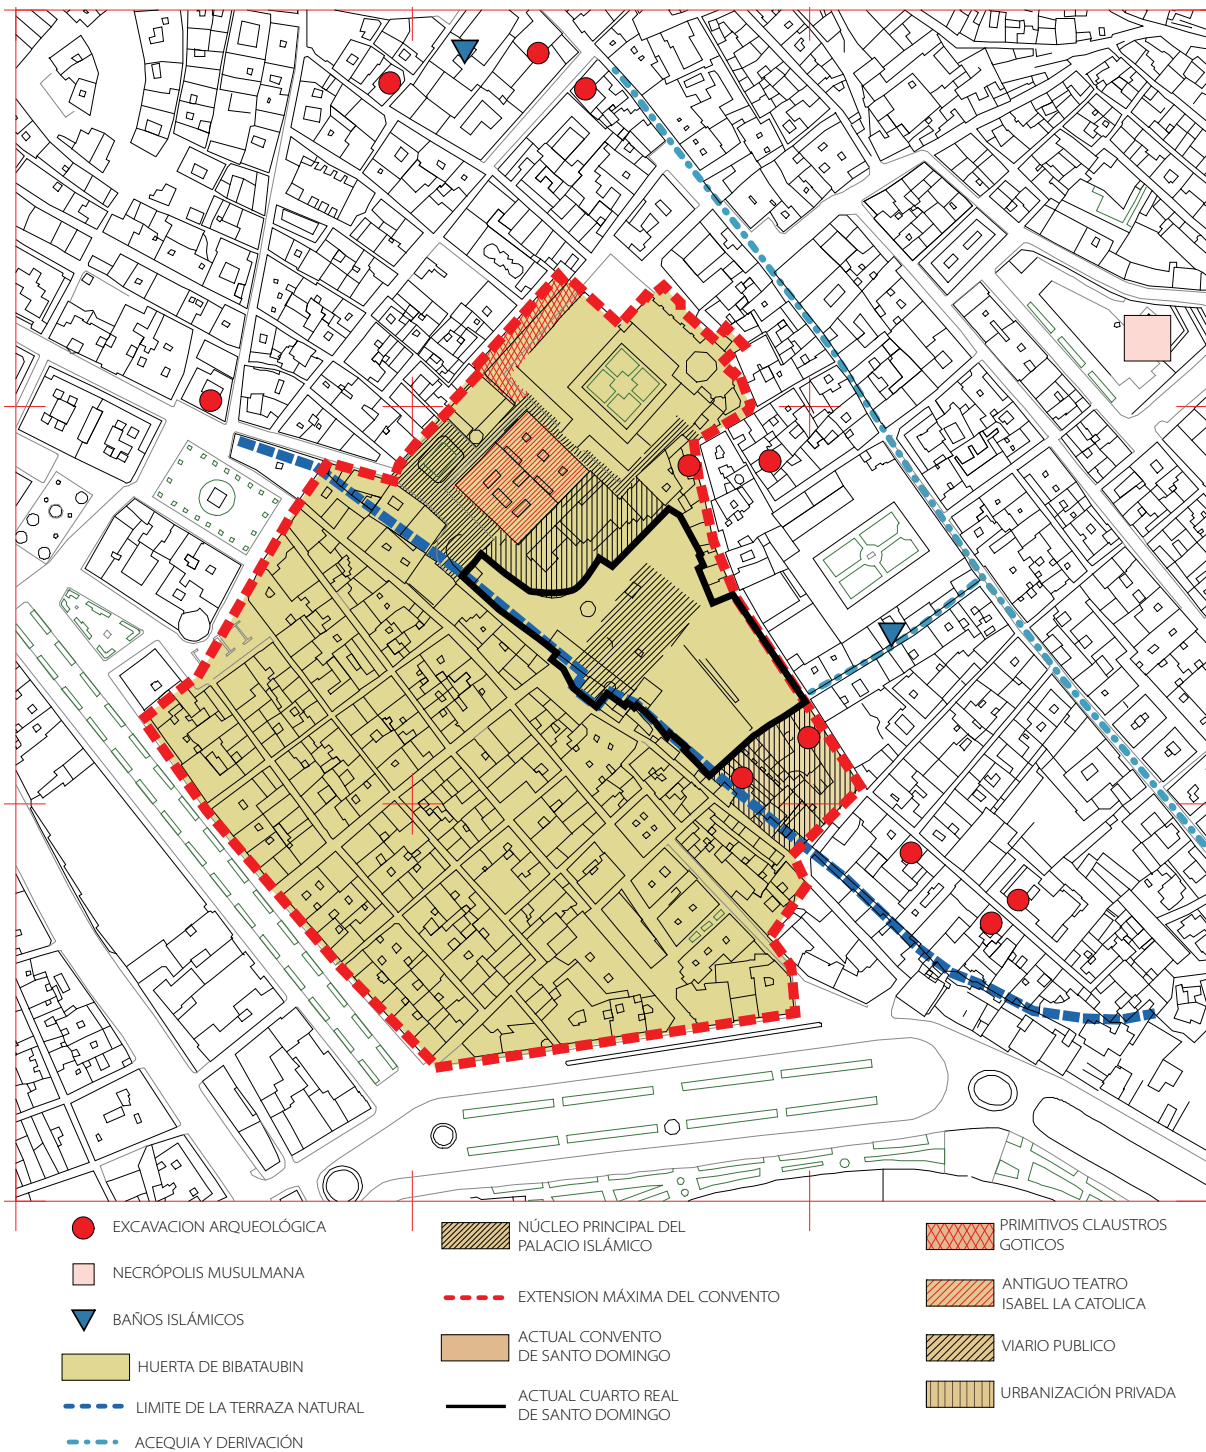 EXCAVACION ARQUEOLÓGICA
NECRÓPOLIS MUSULMANA
BAÑOS ISLÁMICOS
HUERTA DE BIBATAUBIN
LIMITE DE LA TERRAZA NATURAL
ACEQUIA Y DERIVACIÓN
NÚCLEO PRINCIPAL DEL
PALACIO ISLÁMICO
EXTENSION MÁXIMA DEL CONVENTO
ACTUAL CONVENTO
DE SANTO DOMINGO
ACTUAL CUARTO REAL
DE SANTO DOMINGO
PRIMITIVOS CLAUSTROS
GOTICOS
ANTIGUO TEATRO
ISABEL LA CATOLICA
VIARIO PUBLICO
URBANIZACIÓN PRIVADA